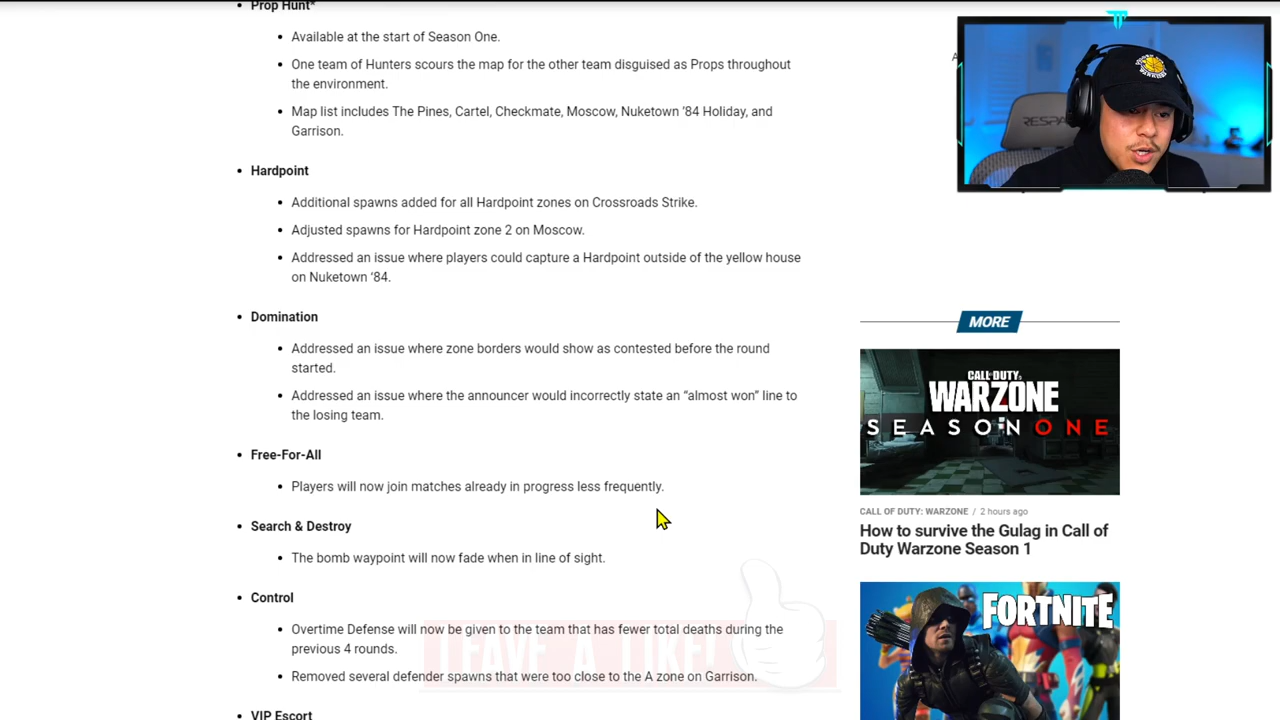 Prop Hunt*
Available at the start of Season One.
One team of Hunters scours the map for the other team disguised as Props throughout
the environment.
Map list includes The Pines, Cartel, Checkmate, Moscow, Nuketown ’84 Holiday, and
Garrison.
Hardpoint
Additional spawns added for all Hardpoint zones on Crossroads Strike.
Adjusted spawns for Hardpoint zone 2 on Moscow.
Addressed an issue where players could capture a Hardpoint outside of the yellow house
on Nuketown ‘84.
Domination
Addressed an issue where zone borders would show as contested before the round
started.
Addressed an issue where the announcer would incorrectly state an “almost won” line to
the losing team.
Free-For-All
Players will now join matches already in progress less frequently.
Search & Destroy
The bomb waypoint will now fade when in line of sight.
Control
Overtime Defense will now be given to the team that has fewer total deaths during the
previous 4 rounds.
Removed several defender spawns that were too close to the A zone on Garrison.
VIP Escort
LEAVE A LIKE!
MORE
CALL OF DUTY:
WARZONE
SEASON ONE
CALL OF DUTY: WARZONE / 2 hours ago
How to survive the Gulag in Call of
Duty Warzone Season 1
FORTNITE